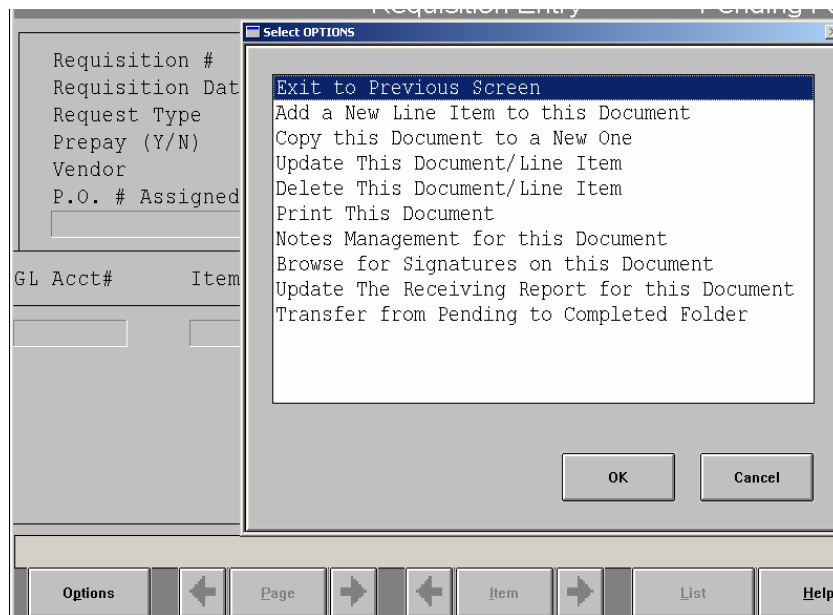 Requisition Entry Pending
Select OPTIONS
Requisition #
Requisition Dat
Request Type
Prepay (Y/N)
Vendor
P.O. # Assigned
GL Acct# Item
Exit to Previous Screen
Add a New Line Item to this Document
Copy this Document to a New One
Update This Document/Line Item
Delete This Document/Line Item
Print This Document
Notes Management for this Document
Browse for Signatures on this Document
Update The Receiving Report for this Document
Transfer from Pending to Completed Folder
OK Cancel
Options Page Item List Help